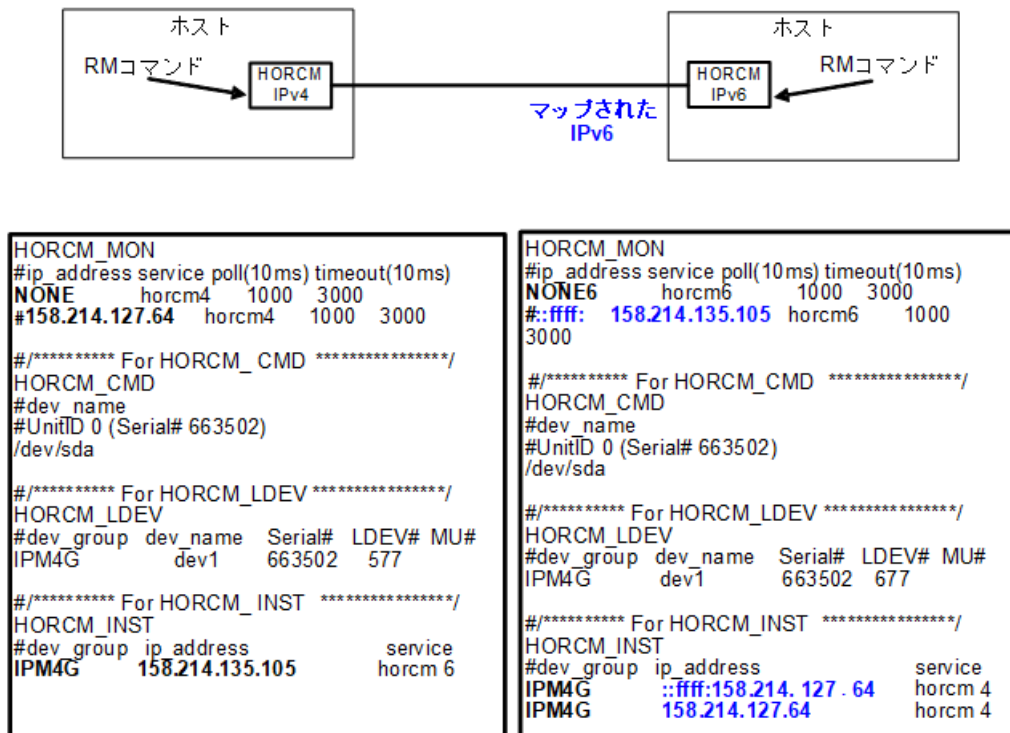 ホスト
RMコマンド
HORCM
IPv4
マップされた
IPv6
ホスト
HORCM
IPv6
RMコマンド
HORCM_MON
#ip_address service poll(10ms) timeout(10ms)
NONE horcm4 1000 3000
#158.214.127.64 horcm4 1000 3000
#/********** For HORCM_ CMD ****************/
HORCM_CMD
#dev_name
#UnitID 0 (Serial# 663502)
/dev/sda
#/********** For HORCM_LDEV ****************/
HORCM_LDEV
#dev_group dev_name Serial# LDEV# MU#
IPM4G dev1 663502 577
#/********** For HORCM_ INST ****************/
HORCM_INST
#dev_group ip_address service
IPM4G 158.214.135.105 horcm 6
HORCM_MON
#ip_address service poll(10ms) timeout(10ms)
NONE6 horcm6 1000 3000
#::ffff: 158.214.135.105 horcm6 1000
3000
#/********** For HORCM_CMD ****************/
HORCM_CMD
#dev_name
#UnitID 0 (Serial# 663502)
/dev/sda
#/********** For HORCM_LDEV ****************/
HORCM_LDEV
#dev_group dev_name Serial# LDEV# MU#
IPM4G dev1 663502 677
#/********** For HORCM_INST ****************/
HORCM_INST
#dev_group ip_address service
IPM4G ::ffff:158.214. 127 . 64 horcm 4
IPM4G 158.214.127.64 horcm 4